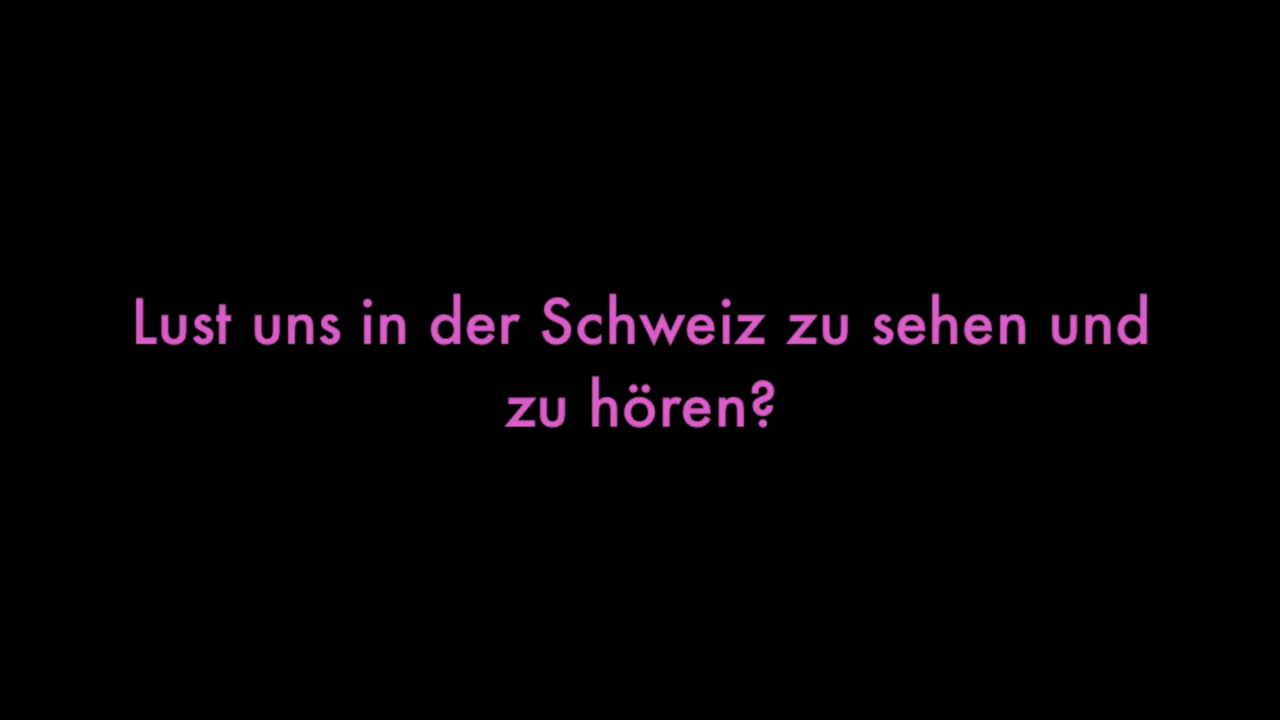 Lust uns in der Schweiz zu sehen und
zu hören?